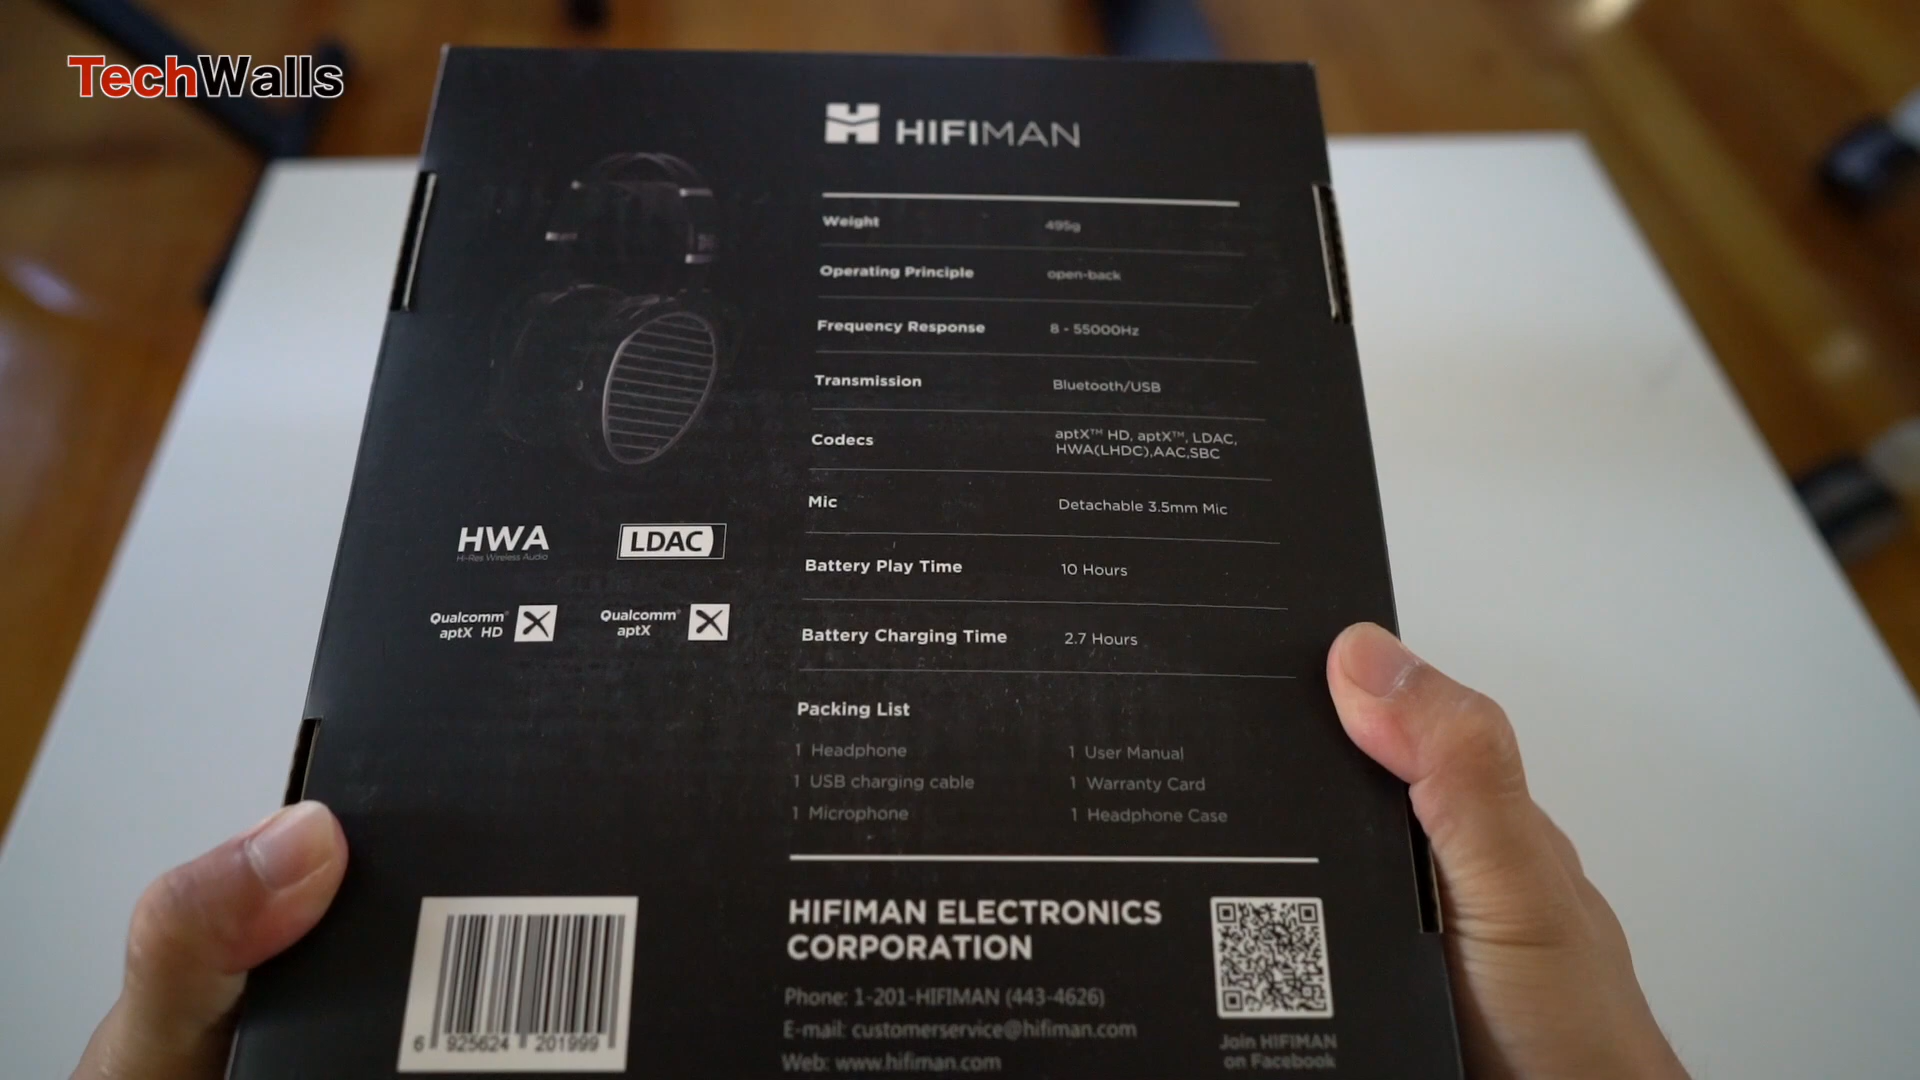 TechWalls
HIFIMAN
Weight 495g
Operating Principle open-back
Frequency Response 8 - 55000Hz
Transmission Bluetooth/USB
Codecs aptX™ HD, aptX™, LDAC,
HWA(LHDC),AAC,SBC
Mic Detachable 3.5mm Mic
Battery Play Time 10 Hours
Battery Charging Time 2.7 Hours
HWA
Hi-Res Wireless Audio
LDAC
Qualcomm®
aptX HD
Qualcomm®
aptX
Packing List
1 Headphone 1 User Manual
1 USB charging cable 1 Warranty Card
1 Microphone 1 Headphone Case
HIFIMAN ELECTRONICS
CORPORATION
Phone: 1-201-HIFIMAN (443-4626)
E-mail: customerservice@hifiman.com
Web: www.hifiman.com
6 925624 201999
Join HIFIMAN
on Facebook